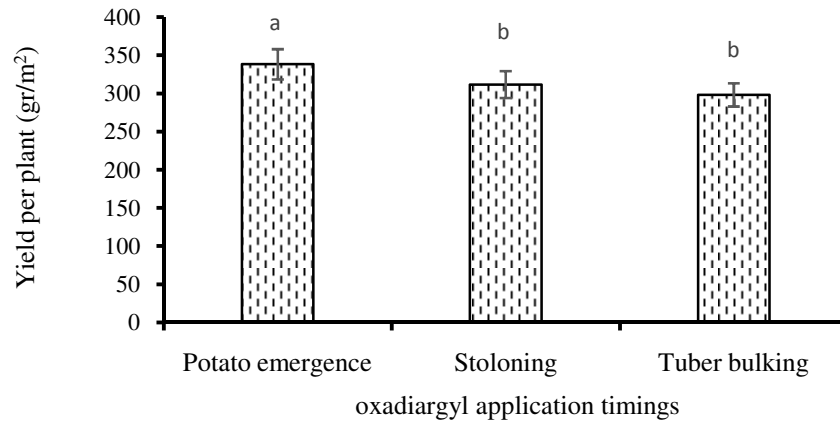 Yield per plant (gr/m²)
400
350
300
250
200
150
100
50
0
a
b
b
Potato emergence
Stoloning
Tuber bulking
oxadiargyl application timings